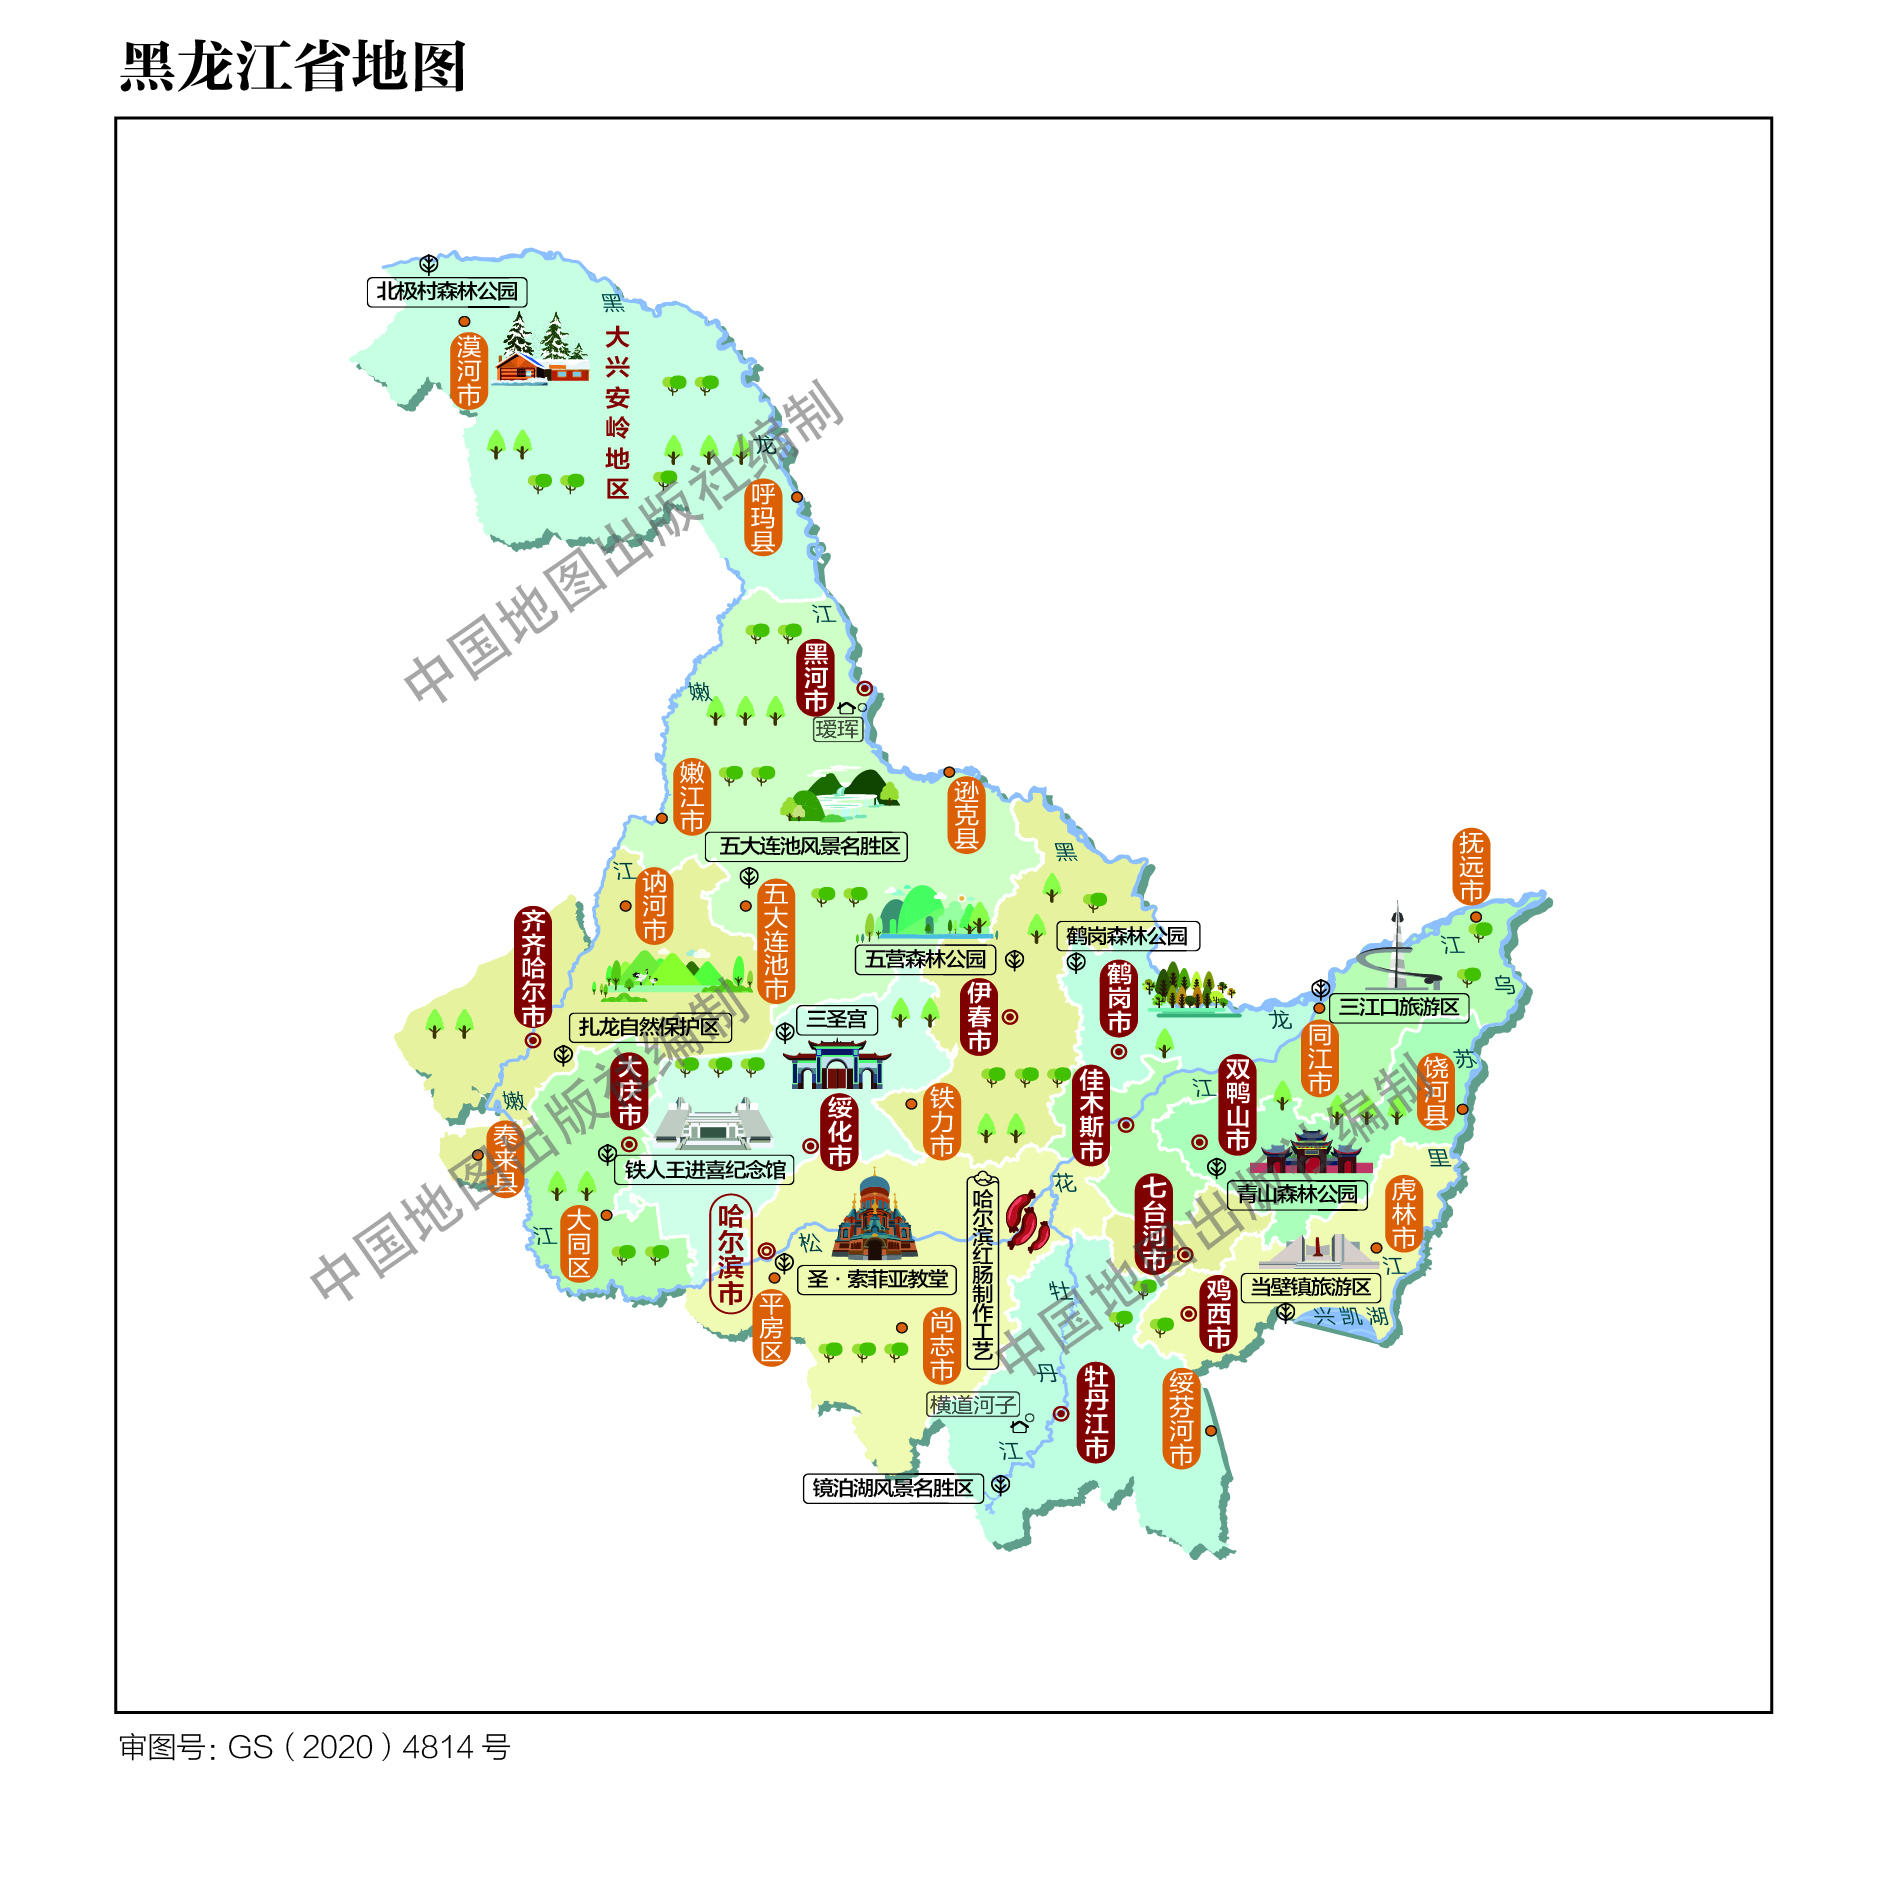 黑龙江省地图
北极村森林公园
漠河市
黑
大兴安岭地区
龙
呼玛县
江
黑河市
瑷珲
嫩
嫩江市
逊克县
五大连池风景名胜区
黑
抚远市
江
讷河市
五大连池市
齐齐哈尔市
五营森林公园
鹤岗森林公园
江
乌
鹤岗市
伊春市
三江口旅游区
龙
同江市
扎龙自然保护区
三圣宫
大庆市
嫩
绥化市
铁力市
佳木斯市
江
双鸭山市
饶河县
苏
泰来县
铁人王进喜纪念馆
青山森林公园
里
虎林市
花
七台河市
哈尔滨红肠制作工艺
大同区
江
哈尔滨市
松
圣·索菲亚教堂
江
当壁镇旅游区
兴凯湖
鸡西市
牡
平房区
尚志市
丹
牡丹江市
绥芬河市
横道河子
江
镜泊湖风景名胜区
中国地图出版社编制
中国地图出版社编制
中国地图出版社编制
审图号：GS（2020）4814号